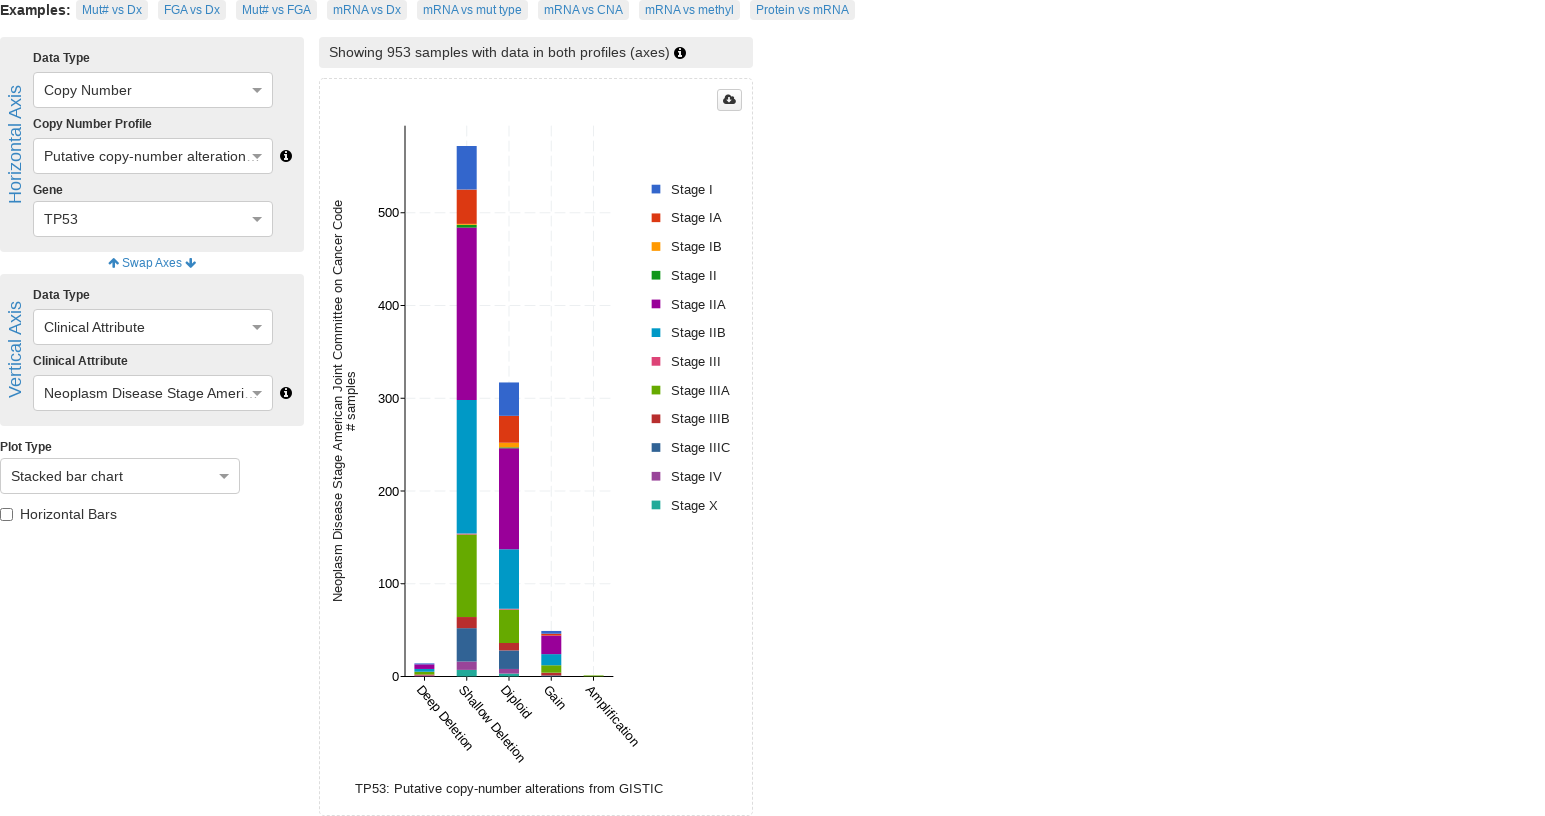 Examples: Mut# vs Dx FGA vs Dx Mut# vs FGA mRNA vs Dx mRNA vs mut type mRNA vs CNA mRNA vs methyl Protein vs mRNA
Horizontal Axis
Data Type
Copy Number
Copy Number Profile
Putative copy-number alteration...
Gene
TP53
Swap Axes
Vertical Axis
Data Type
Clinical Attribute
Clinical Attribute
Neoplasm Disease Stage Ameri...
Plot Type
Stacked bar chart
Horizontal Bars
Showing 953 samples with data in both profiles (axes)
Neoplasm Disease Stage American Joint Committee on Cancer Code
# samples
500
400
300
200
100
0
Deep Deletion
Shallow Deletion
Diploid
Gain
Amplification
TP53: Putative copy-number alterations from GISTIC
Stage I
Stage IA
Stage IB
Stage II
Stage IIA
Stage IIB
Stage III
Stage IIIA
Stage IIIB
Stage IIIC
Stage IV
Stage X